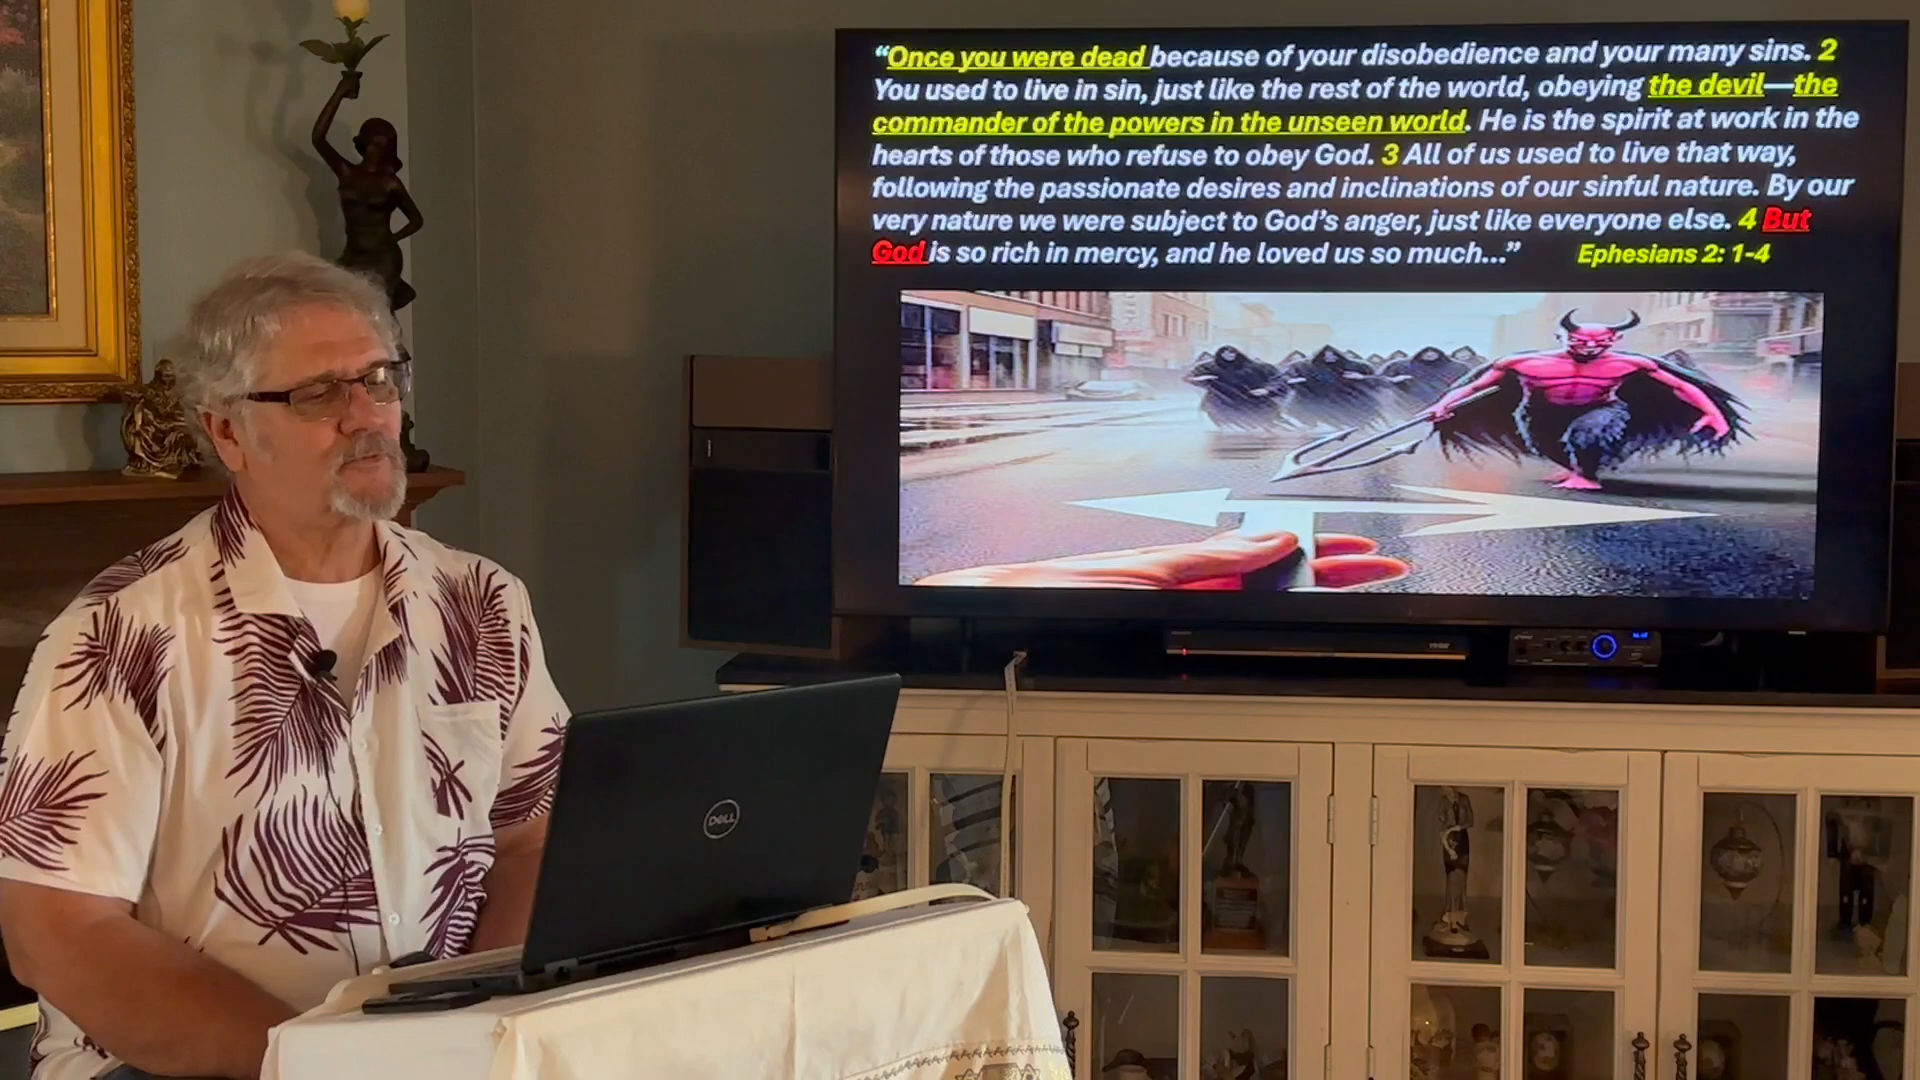 “Once you were dead because of your disobedience and your many sins. 2
You used to live in sin, just like the rest of the world, obeying the devil—the
commander of the powers in the unseen world. He is the spirit at work in the
hearts of those who refuse to obey God. 3 All of us used to live that way,
following the passionate desires and inclinations of our sinful nature. By our
very nature we were subject to God’s anger, just like everyone else. 4 But
God is so rich in mercy, and he loved us so much...” Ephesians 2: 1-4
DELL